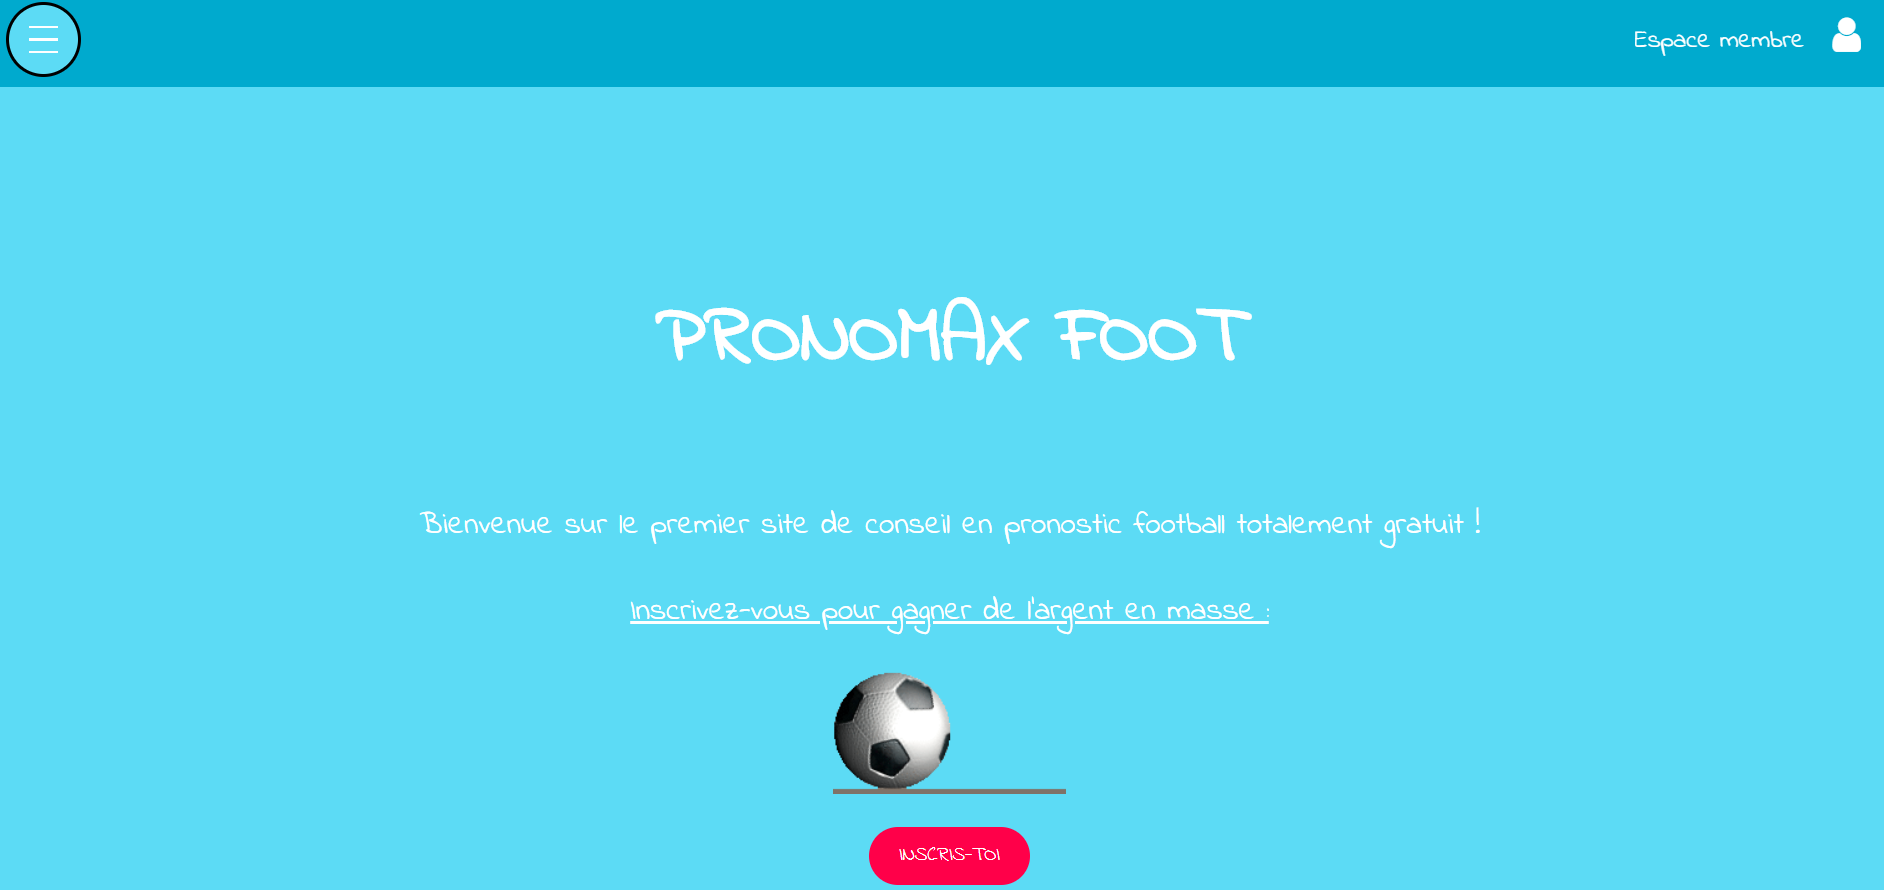 Espace membre
PRONOMAX FOOT
Bienvenue sur le premier site de conseil en pronostic football totalement gratuit !
Inscrivez-vous pour gagner de l'argent en masse :
INSCRIS-TOI